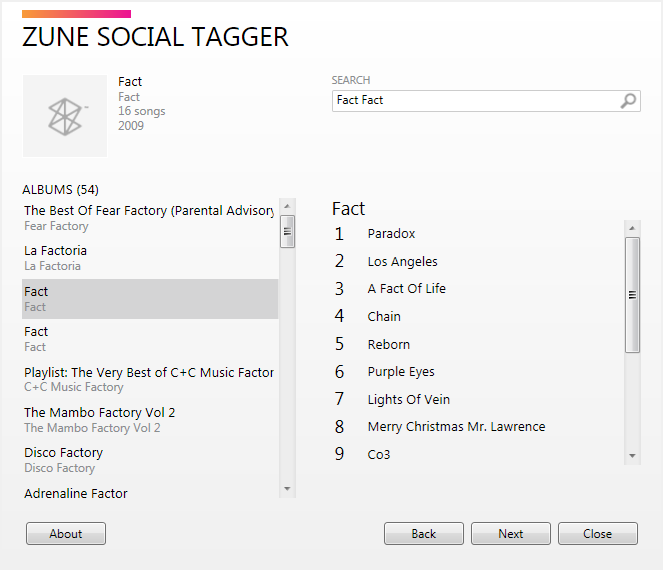 ZUNE SOCIAL TAGGER
Fact
Fact
16 songs
2009
SEARCH
Fact Fact
ALBUMS (54)
The Best Of Fear Factory (Parental Advisory
Fear Factory
La Factoria
La Factoria
Fact
Fact
Fact
Fact
Playlist: The Very Best of C+C Music Factor
C+C Music Factory
The Mambo Factory Vol 2
The Mambo Factory Vol 2
Disco Factory
Disco Factory
Adrenaline Factor
Fact
1 Paradox
2 Los Angeles
3 A Fact Of Life
4 Chain
5 Reborn
6 Purple Eyes
7 Lights Of Vein
8 Merry Christmas Mr. Lawrence
9 Co3
About
Back
Next
Close